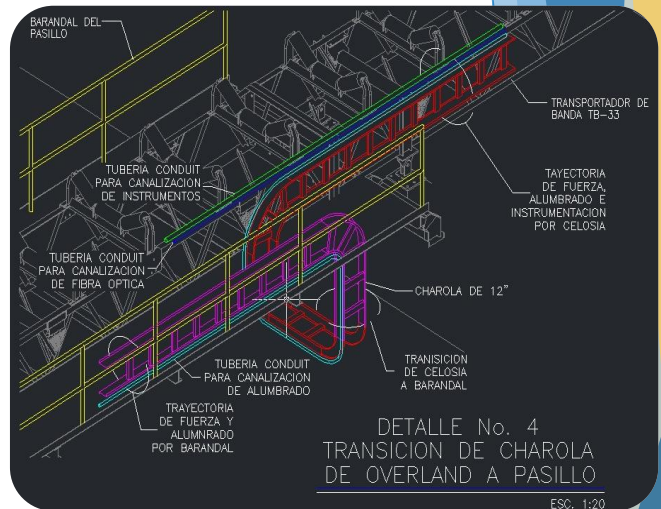 BARANDAL DEL
PASILLO
TRANSPORTADOR DE
BANDA TB-33
TUBERIA CONDUIT
PARA CANALIZACION
DE INSTRUMENTOS
TAYECTORIA
DE FUERZA,
ALUMBRADO E
INSTRUMENTACION
POR CELOSIA
TUBERIA CONDUIT
PARA CANALIZACION
DE FIBRA OPTICA
CHAROLA DE 12"
TUBERIA CONDUIT
PARA CANALIZACION
DE ALUMBRADO
TRANISICION
DE CELOSIA
A BARANDAL
TRAYECTORIA
DE FUERZA Y
ALUMNRADO
POR BARANDAL
DETALLE No. 4
TRANSICION DE CHAROLA
DE OVERLAND A PASILLO
ESC. 1:20